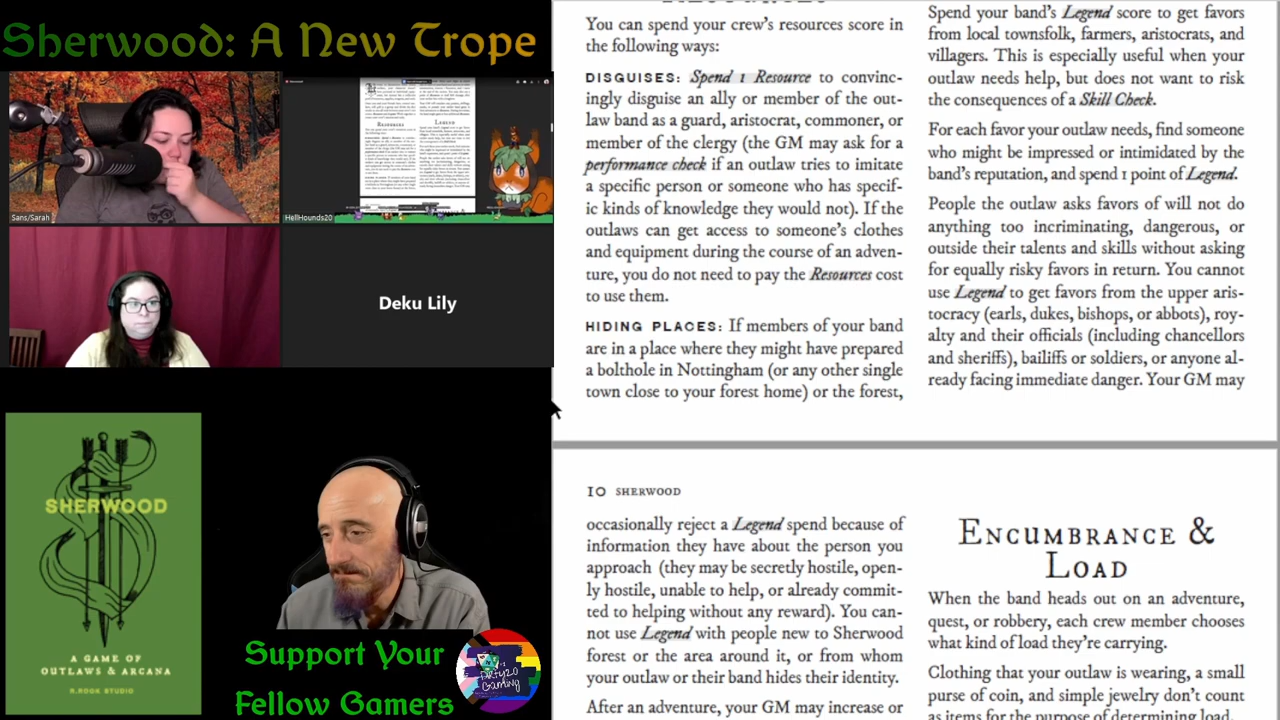 Sherwood: A New Trope
Sans/Sarah
HellHounds20
Deku Lily
SHERWOOD
A GAME OF
OUTLAWS & ARCANA
R.ROOK STUDIO
Support Your
Fellow Gamers
Dirty20
Gaming
You can spend your crew's resources score in
the following ways:
DISGUISES: Spend 1 Resource to convinc-
ingly disguise an ally or member of the out-
law band as a guard, aristocrat, commoner, or
member of the clergy (the GM may ask for a
performance check if an outlaw tries to imitate
a specific person or someone who has specif-
ic kinds of knowledge they would not). If the
outlaws can get access to someone's clothes
and equipment during the course of an adven-
ture, you do not need to pay the Resources cost
to use them.
HIDING PLACES: If members of your band
are in a place where they might have prepared
a bolthole in Nottingham (or any other single
town close to your forest home) or the forest,
Spend your band's Legend score to get favors
from local townsfolk, farmers, aristocrats, and
villagers. This is especially useful when your
outlaw needs help, but does not want to risk
the consequences of a Skill Check.
For each favor your outlaw needs, find someone
who might be impressed or intimidated by the
band's reputation, and spend 1 point of Legend.
People the outlaw asks favors of will not do
anything too incriminating, dangerous, or
outside their talents and skills without asking
for equally risky favors in return. You cannot
use Legend to get favors from the upper aris-
tocracy (earls, dukes, bishops, or abbots), roy-
alty and their officials (including chancellors
and sheriffs), bailiffs or soldiers, or anyone al-
ready facing immediate danger. Your GM may
10 SHERWOOD
occasionally reject a Legend spend because of
information they have about the person you
approach (they may be secretly hostile, open-
ly hostile, unable to help, or already commit-
ted to helping without any reward). You can-
not use Legend with people new to Sherwood
forest or the area around it, or from whom
your outlaw or their band hides their identity.
After an adventure, your GM may increase or
ENCUMBRANCE &
LOAD
When the band heads out on an adventure,
quest, or robbery, each crew member chooses
what kind of load they're carrying.
Clothing that your outlaw is wearing, a small
purse of coin, and simple jewelry don't count
as items for the purpose of determining load.